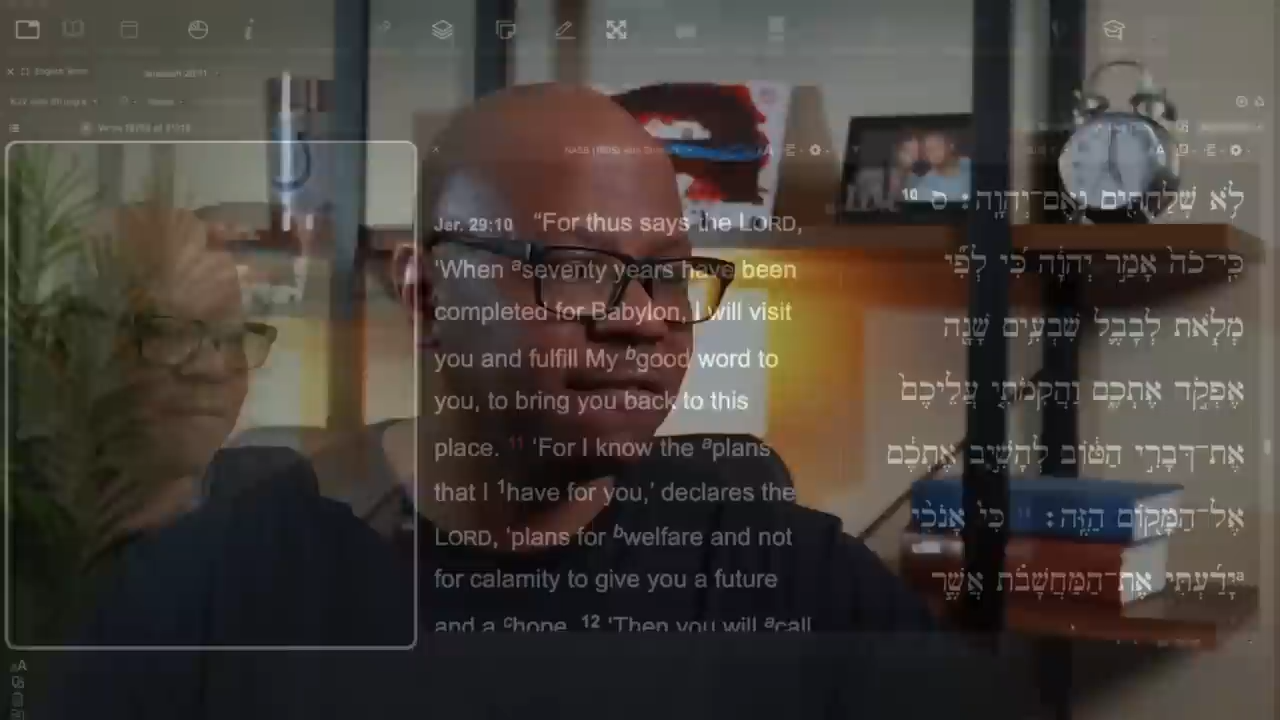 Jer. 29:10 “For thus says the LORD,
'When ᵃseventy years have been
completed for Babylon, I will visit
you and fulfill My ᵇgood word to
you, to bring you back to this
place. 11 'For I know the ᵃplans
that I ¹have for you,' declares the
LORD, 'plans for ᵇwelfare and not
for calamity to give you a future
and a ᶜhope. 12 'Then you will ᵃcall
לֹ֥א שְׁלַחְתִּ֖ים נְאֻם־יְהוָֽה׃ ס 10
כִּֽי־כֹה֙ אָמַ֣ר יְהוָ֔ה כִּ֠י לְפִ֞י
מְלֹ֧את לְבָבֶ֛ל שִׁבְעִ֥ים שָׁנָ֖ה
אֶפְקֹ֣ד אֶתְכֶ֑ם וַהֲקִמֹתִ֤י עֲלֵיכֶם֙
אֶת־דְּבָרִ֣י הַטּ֔וֹב לְהָשִׁ֣יב אֶתְכֶ֔ם
אֶל־הַמָּק֖וֹם הַזֶּֽה׃ 11 כִּי֩ אָנֹכִ֨י
ᵃיָדַ֜עְתִּי אֶת־הַמַּחֲשָׁבֹ֗ת אֲשֶׁ֧ר